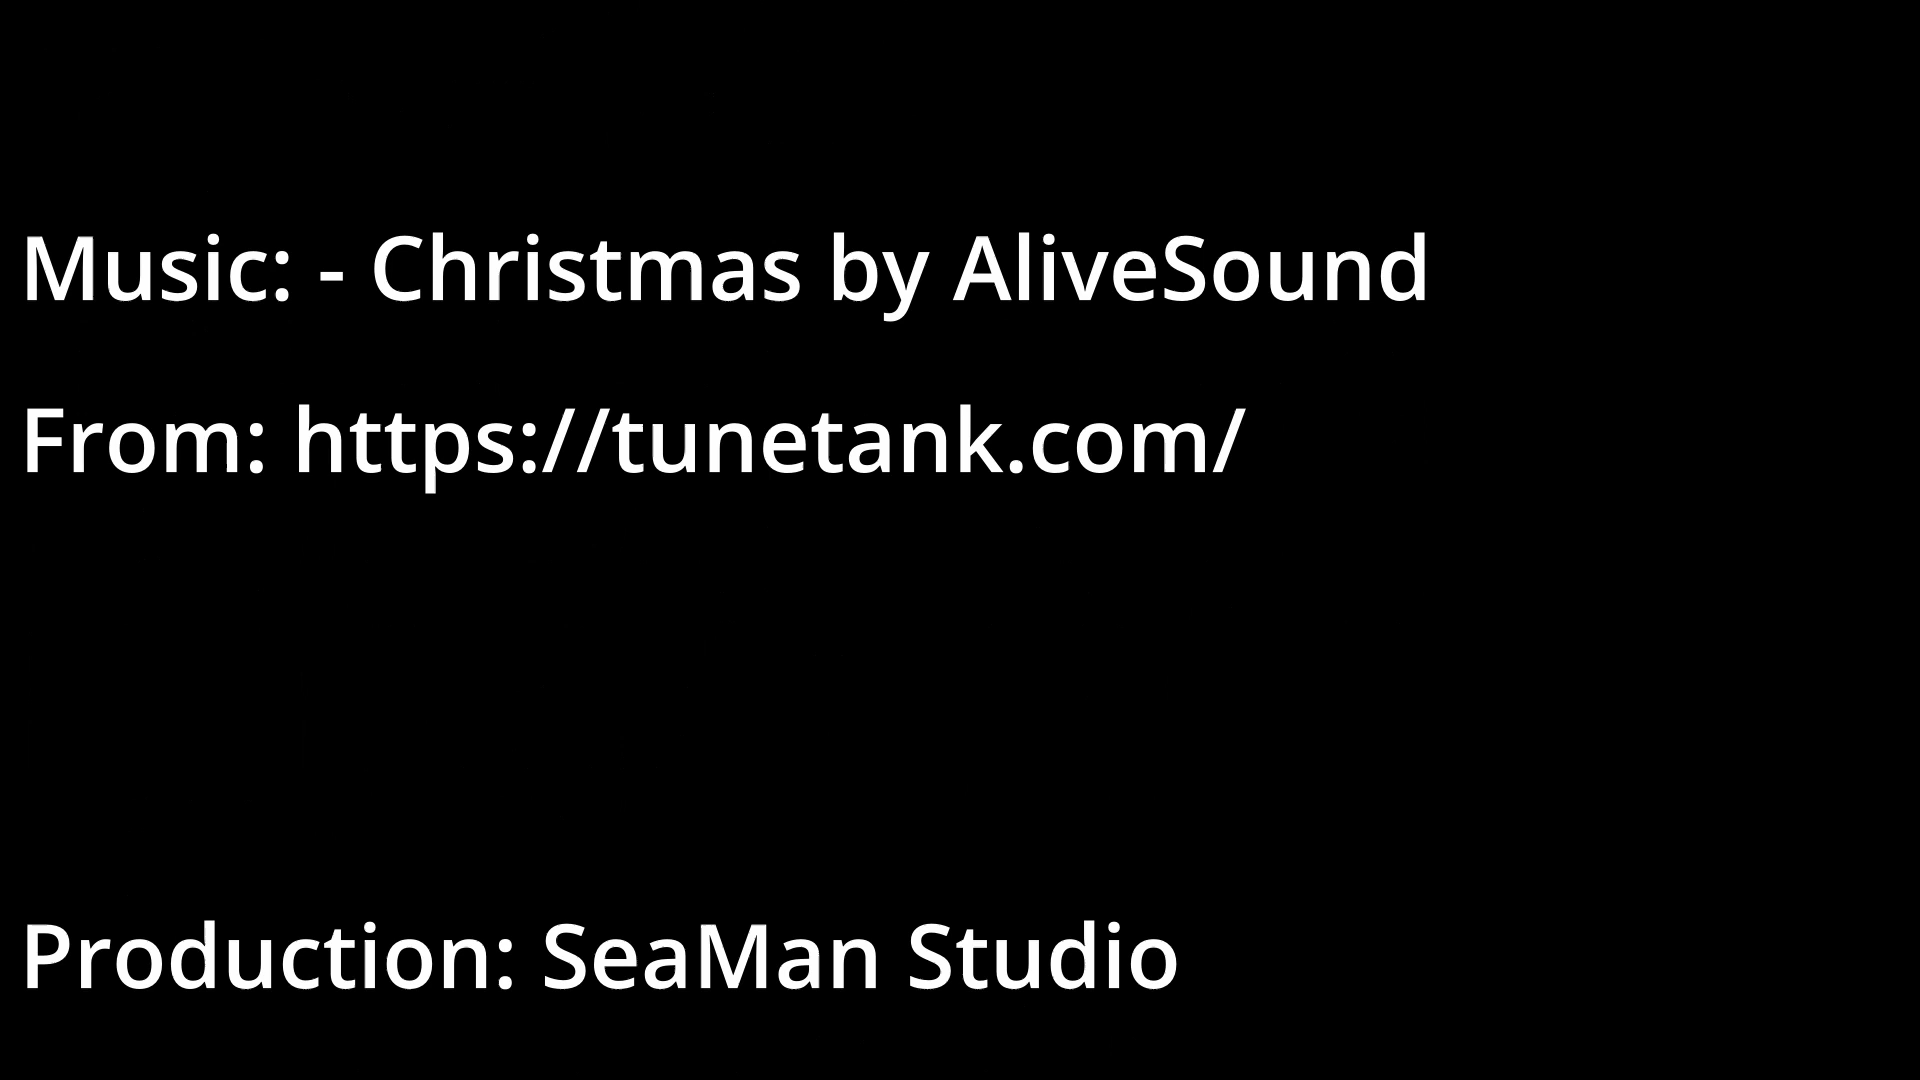 Music: - Christmas by AliveSound
From: https://tunetank.com/
Production: SeaMan Studio